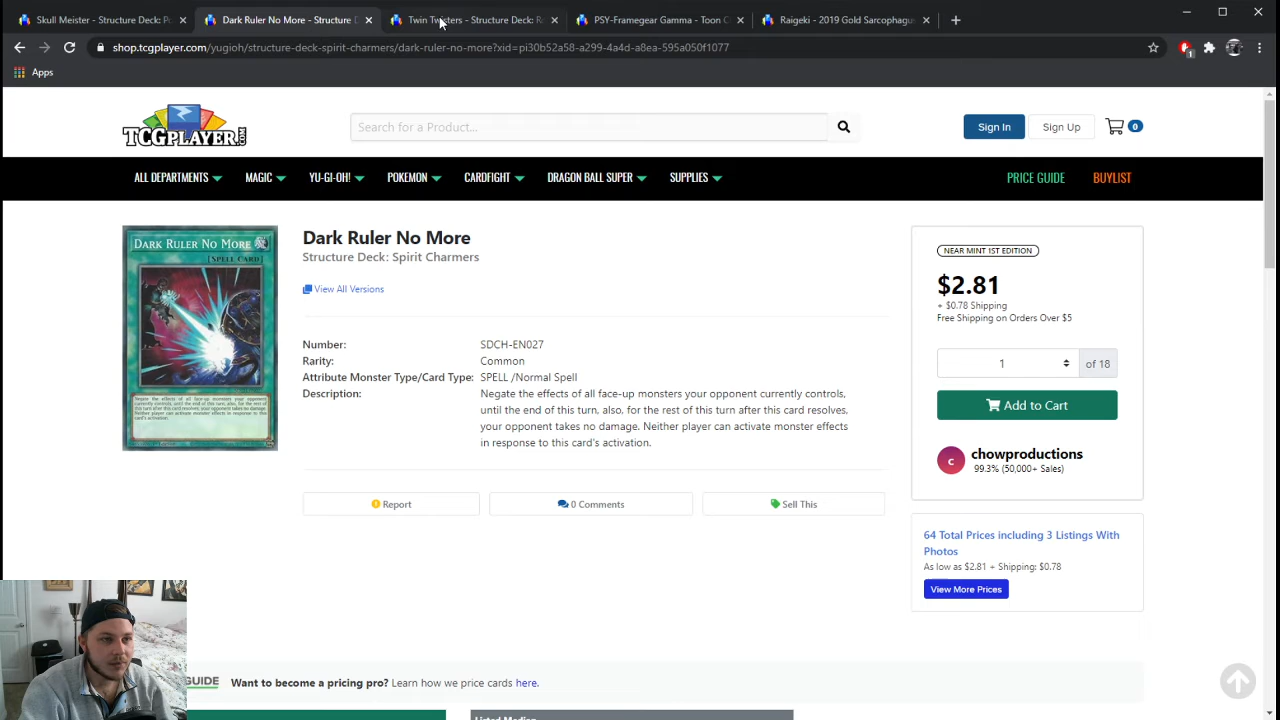 Skull Meister - Structure Deck: Po
Dark Ruler No More - Structure D
Twin Twisters - Structure Deck: Re
PSY-Framegear Gamma - Toon C
Raigeki - 2019 Gold Sarcophagus
shop.tcgplayer.com/yugioh/structure-deck-spirit-charmers/dark-ruler-no-more?id=pi30b52a58-a299-4a4d-a8ea-595a050f1077
1
Apps
TCGPLAYER.COM
Search for a Product...
Sign In
Sign Up
0
ALL DEPARTMENTS
MAGIC
YU-GI-OH!
POKEMON
CARDFIGHT
DRAGON BALL SUPER
SUPPLIES
PRICE GUIDE
BUYLIST
DARK RULER NO MORE
[SPELL CARD]
Dark Ruler No More
Structure Deck: Spirit Charmers
View All Versions
Number: SDCH-EN027
Rarity: Common
Attribute Monster Type/Card Type: SPELL /Normal Spell
Description: Negate the effects of all face-up monsters your opponent currently controls,
until the end of this turn, also, for the rest of this turn after this card resolves,
your opponent takes no damage. Neither player can activate monster effects
in response to this card's activation.
Report
0 Comments
Sell This
NEAR MINT 1ST EDITION
$2.81
+ $0.78 Shipping
Free Shipping on Orders Over $5
1
of 18
Add to Cart
c
chowproductions
99.3% (50,000+ Sales)
64 Total Prices including 3 Listings With
Photos
As low as $2.81 + Shipping: $0.78
View More Prices
GUIDE
Want to become a pricing pro? Learn how we price cards here.
Listed Median